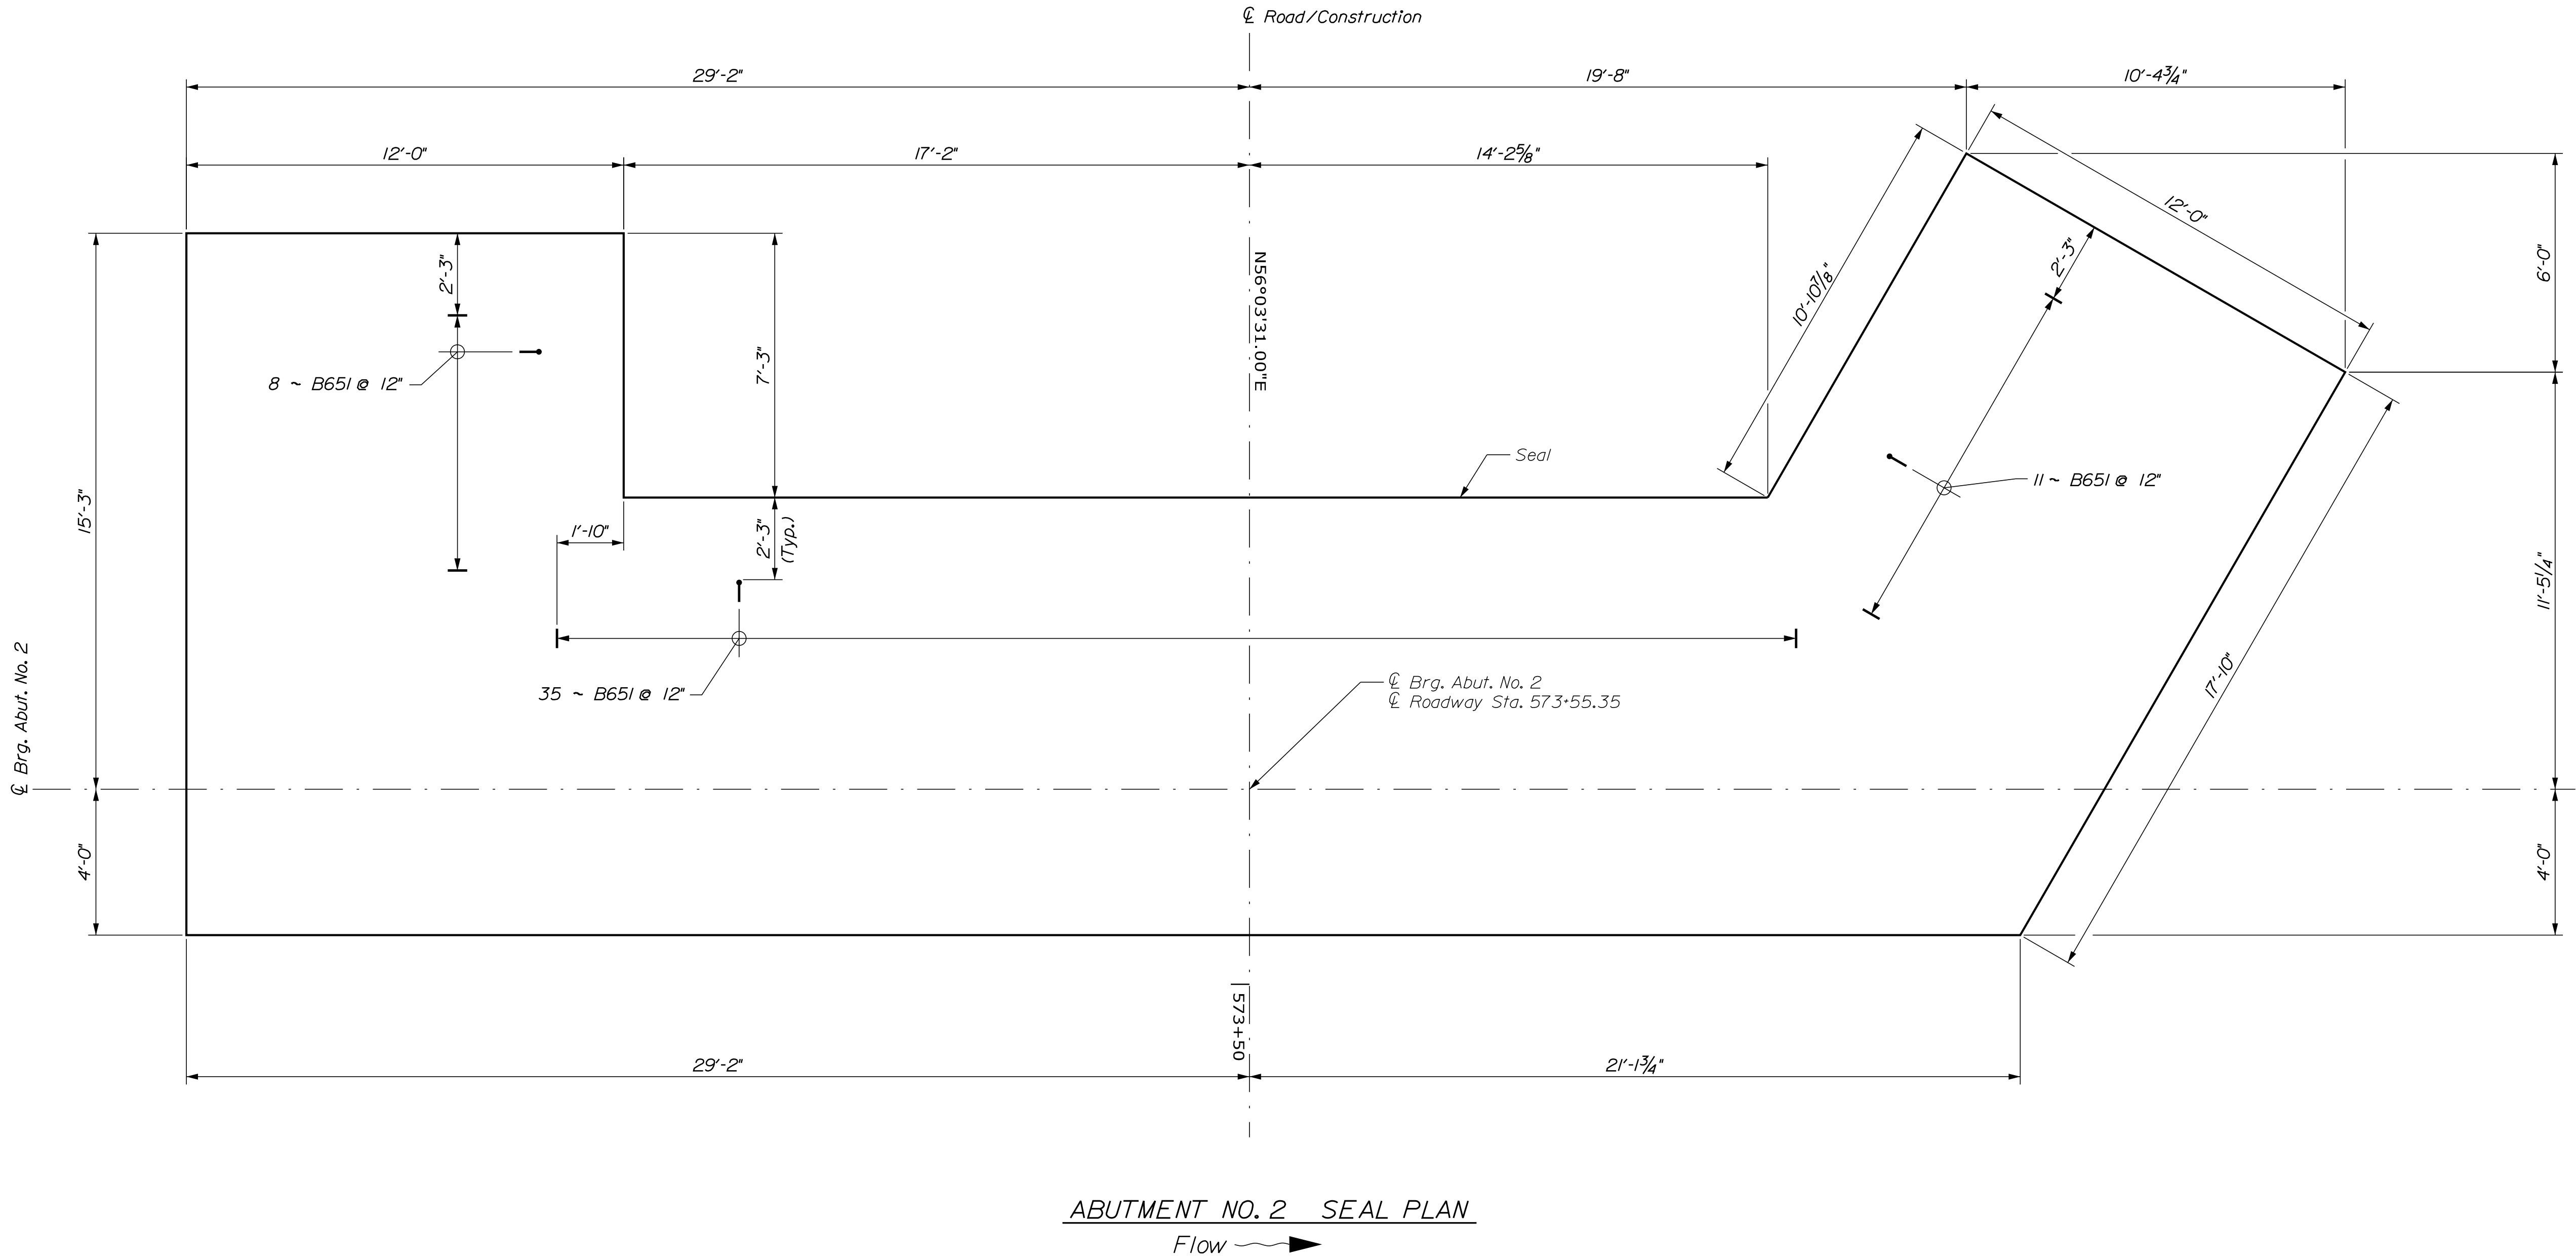 ℄ Road/Construction
29'-2"
19'-8"
10'-4¾"
12'-0"
17'-2"
14'-2⅝"
12'-0"
10'-10⅞"
2'-3"
2'-3"
6'-0"
N56°03'31.00"E
8 ~ B651 @ 12"
7'-3"
Seal
11 ~ B651 @ 12"
15'-3"
1'-10"
2'-3"
(Typ.)
11'-5¼"
35 ~ B651 @ 12"
℄ Brg. Abut. No. 2
℄ Roadway Sta. 573+55.35
17'-10"
℄ Brg. Abut. No. 2
4'-0"
4'-0"
573+50
29'-2"
21'-1¾"
ABUTMENT NO. 2 SEAL PLAN
Flow